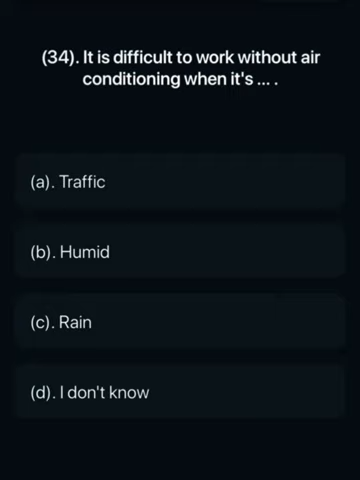 (34). It is difficult to work without air
conditioning when it's ... .
(a). Traffic
(b). Humid
(c). Rain
(d). I don't know